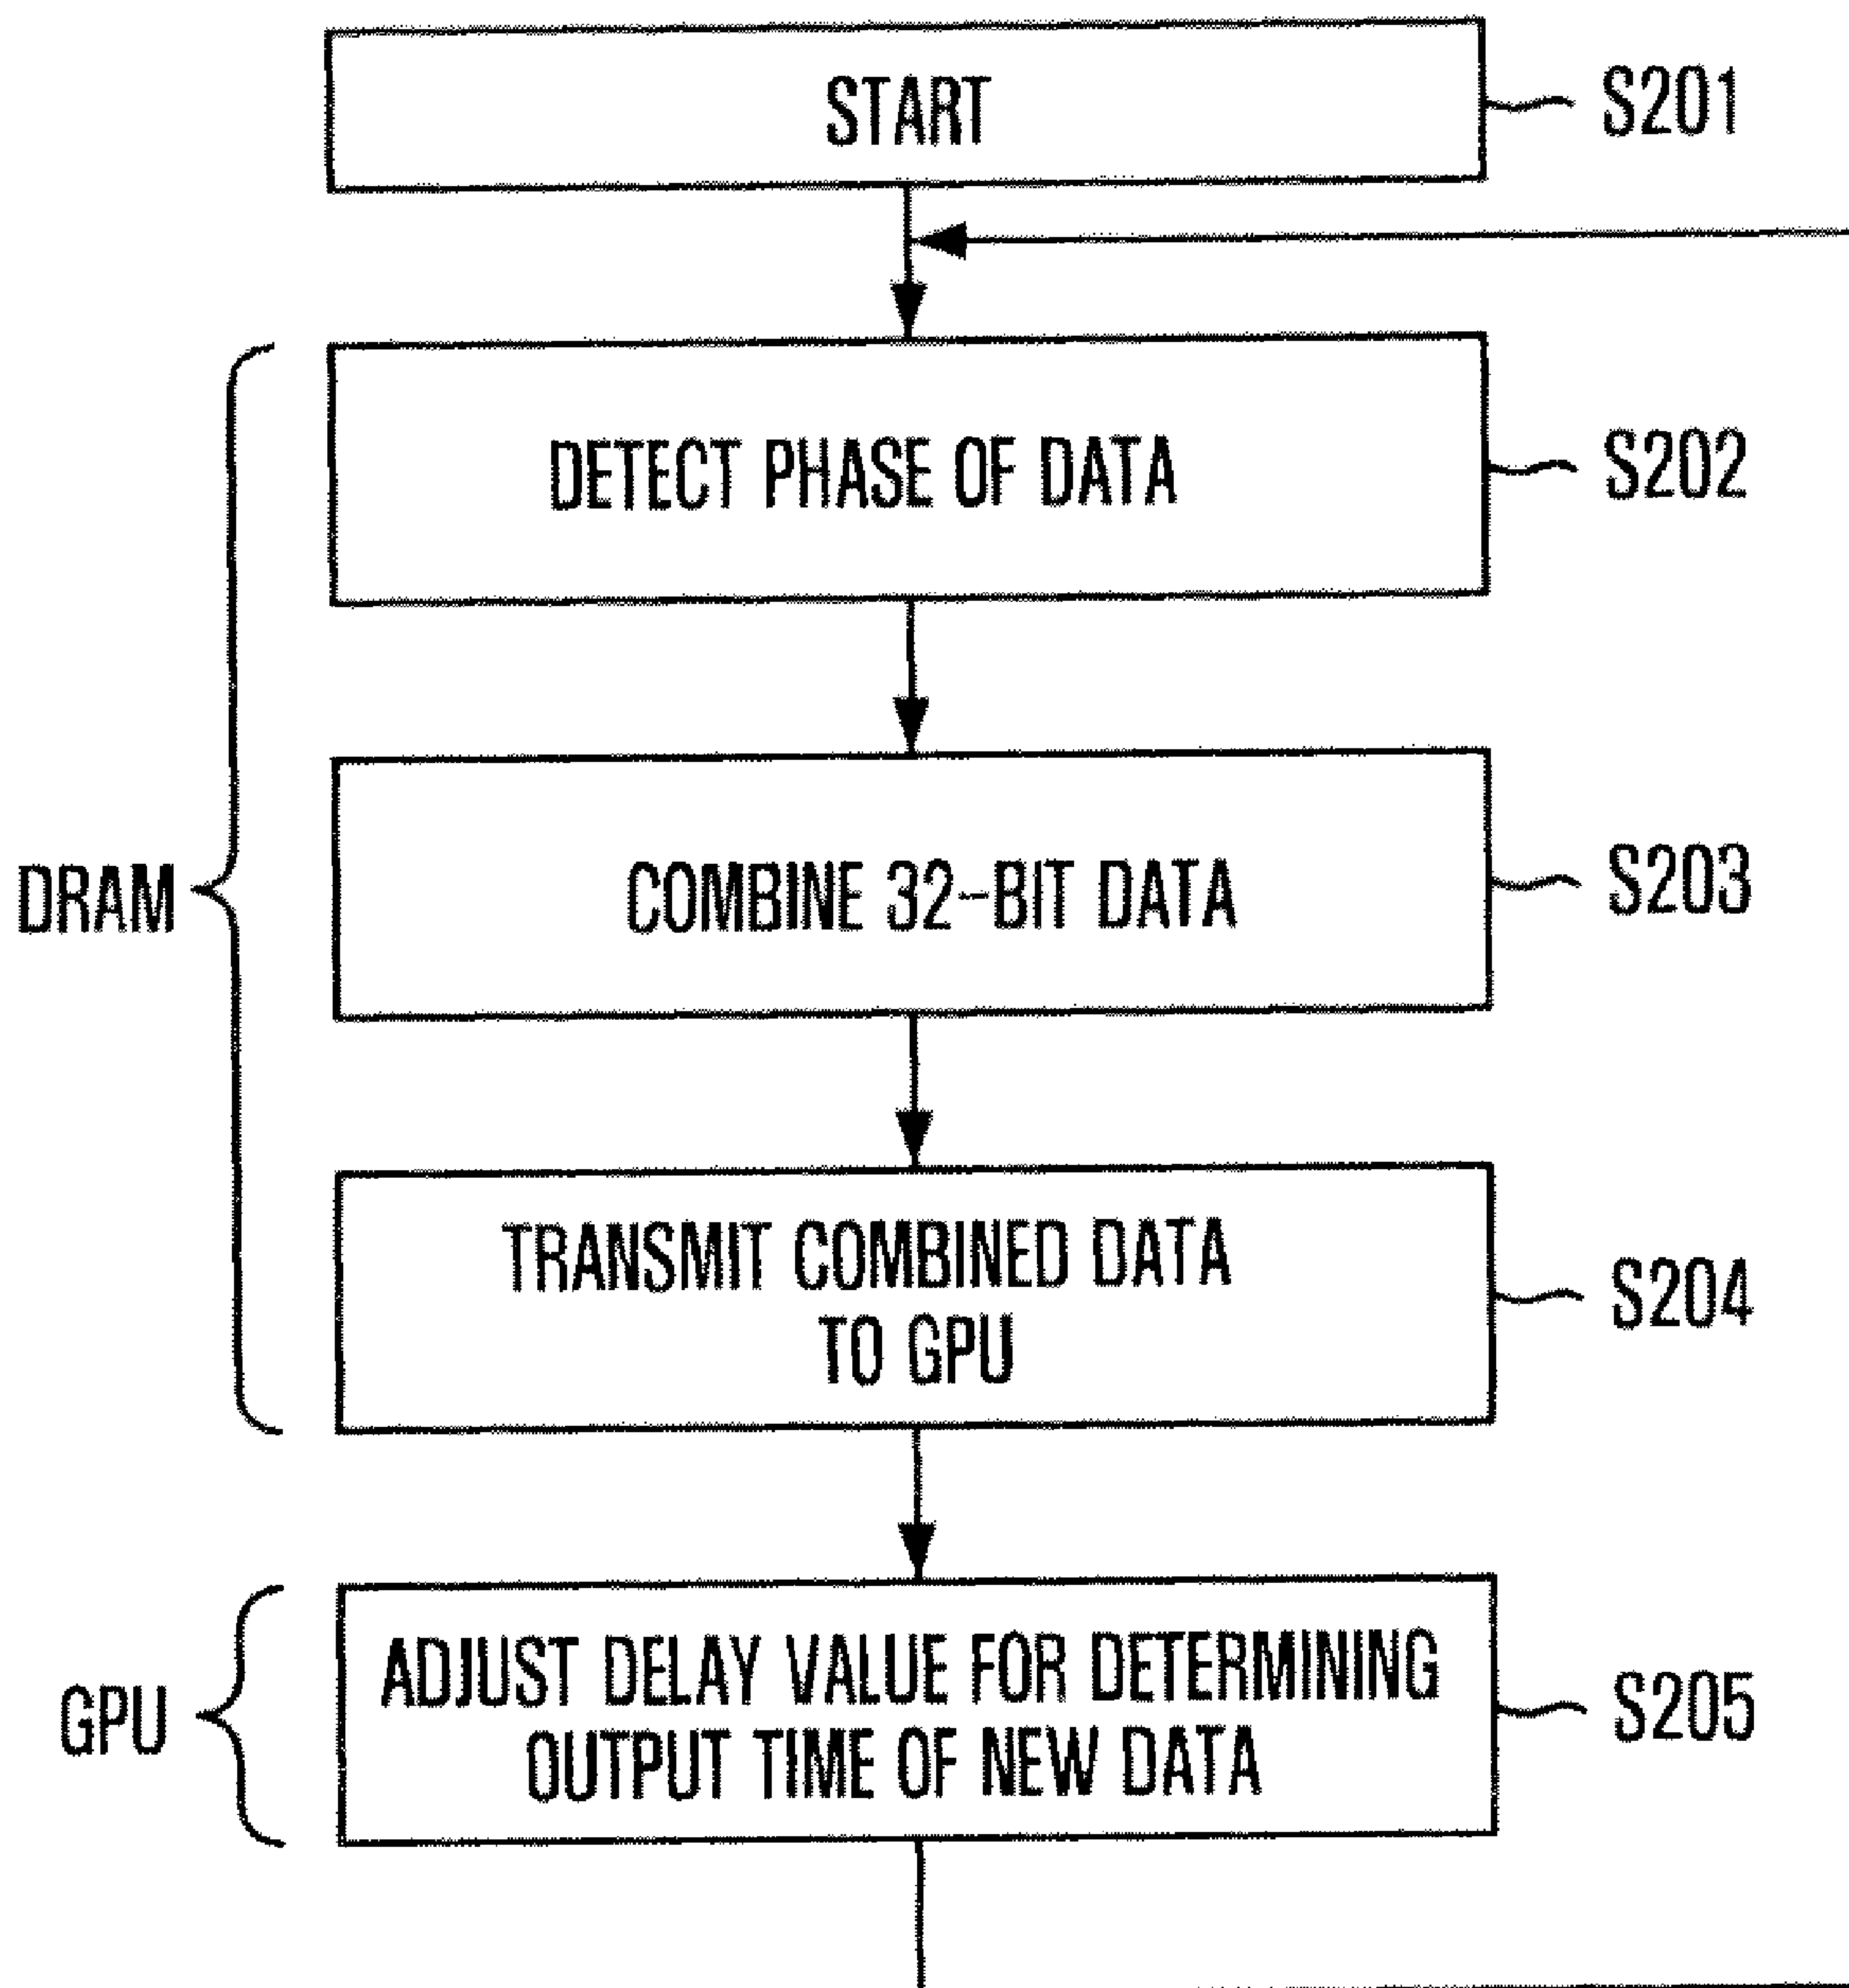 START
S201
DETECT PHASE OF DATA
S202
DRAM
COMBINE 32-BIT DATA
S203
TRANSMIT COMBINED DATA
TO GPU
S204
GPU
ADJUST DELAY VALUE FOR DETERMINING
OUTPUT TIME OF NEW DATA
S205